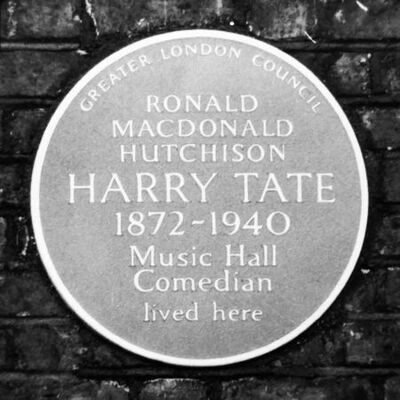 GREATER LONDON COUNCIL
RONALD
MACDONALD
HUTCHISON
HARRY TATE
1872-1940
Music Hall
Comedian
lived here